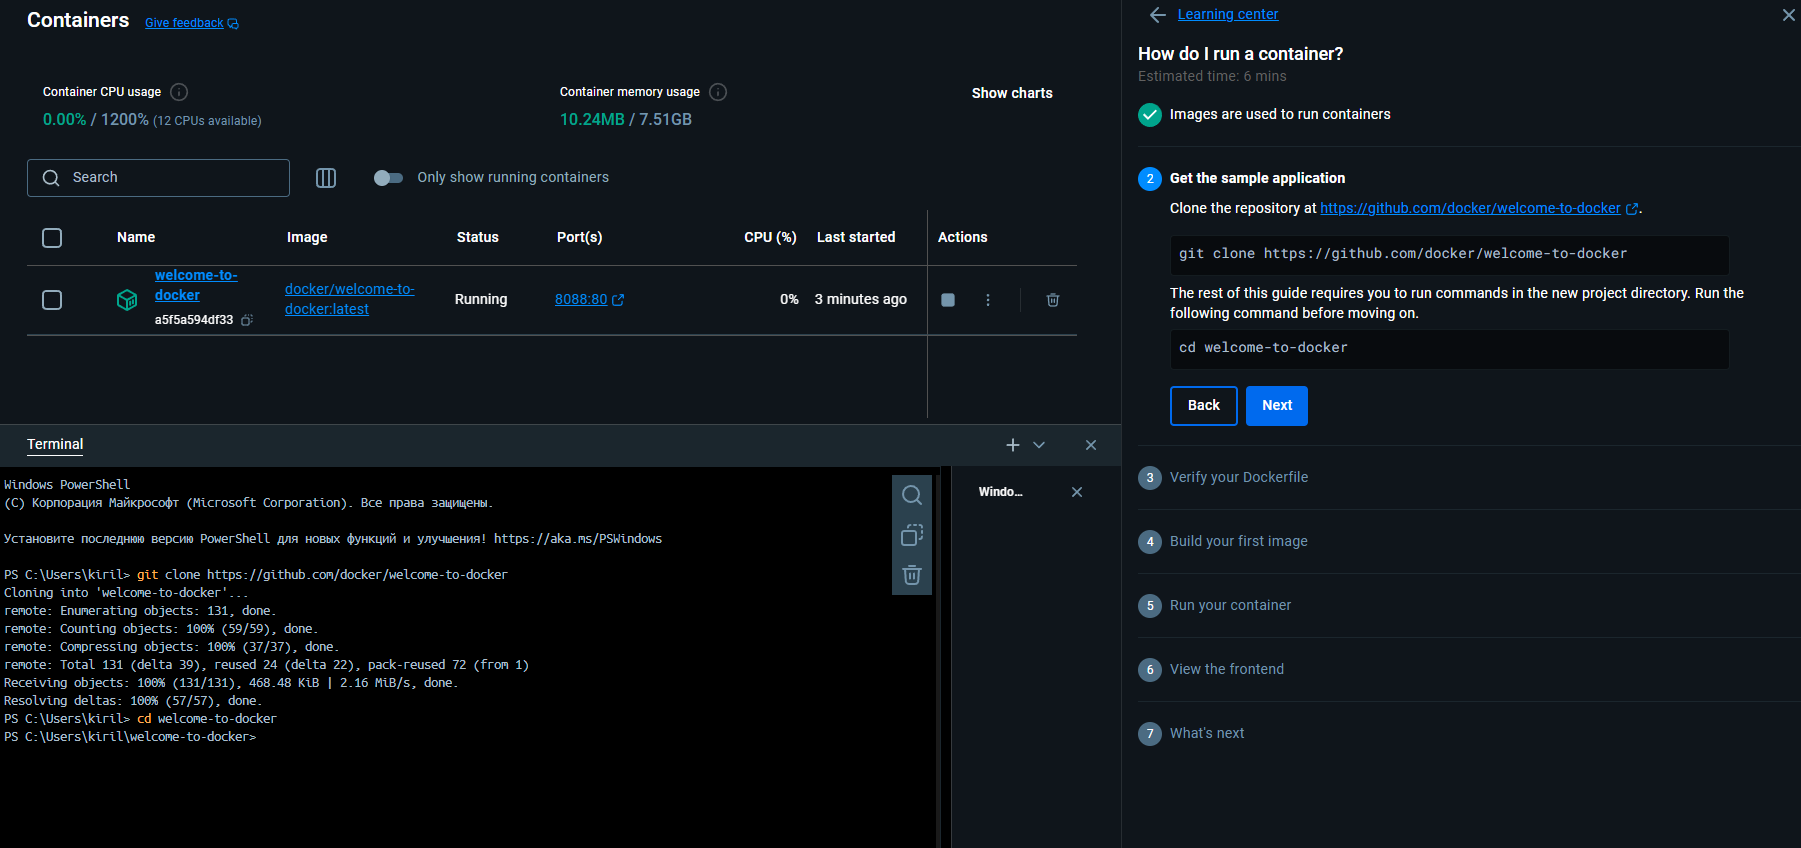 Containers Give feedback
Container CPU usage
0.00% / 1200% (12 CPUs available)
Container memory usage
10.24MB / 7.51GB
Show charts
Search
Only show running containers
Name Image Status Port(s) CPU (%) Last started Actions
welcome-to-
docker
a5f5a594df33
docker/welcome-to-
docker:latest
Running
8088:80
0%
3 minutes ago
Terminal
Windows PowerShell
(C) Корпорация Майкрософт (Microsoft Corporation). Все права защищены.
Установите последнюю версию PowerShell для новых функций и улучшения! https://aka.ms/PSWindows
PS C:\Users\kiril> git clone https://github.com/docker/welcome-to-docker
Cloning into 'welcome-to-docker'...
remote: Enumerating objects: 131, done.
remote: Counting objects: 100% (59/59), done.
remote: Compressing objects: 100% (37/37), done.
remote: Total 131 (delta 39), reused 24 (delta 22), pack-reused 72 (from 1)
Receiving objects: 100% (131/131), 468.48 KiB | 2.16 MiB/s, done.
Resolving deltas: 100% (57/57), done.
PS C:\Users\kiril> cd welcome-to-docker
PS C:\Users\kiril\welcome-to-docker>
Windo...
Learning center
How do I run a container?
Estimated time: 6 mins
Images are used to run containers
2 Get the sample application
Clone the repository at https://github.com/docker/welcome-to-docker .
git clone https://github.com/docker/welcome-to-docker
The rest of this guide requires you to run commands in the new project directory. Run the
following command before moving on.
cd welcome-to-docker
Back Next
3 Verify your Dockerfile
4 Build your first image
5 Run your container
6 View the frontend
7 What's next